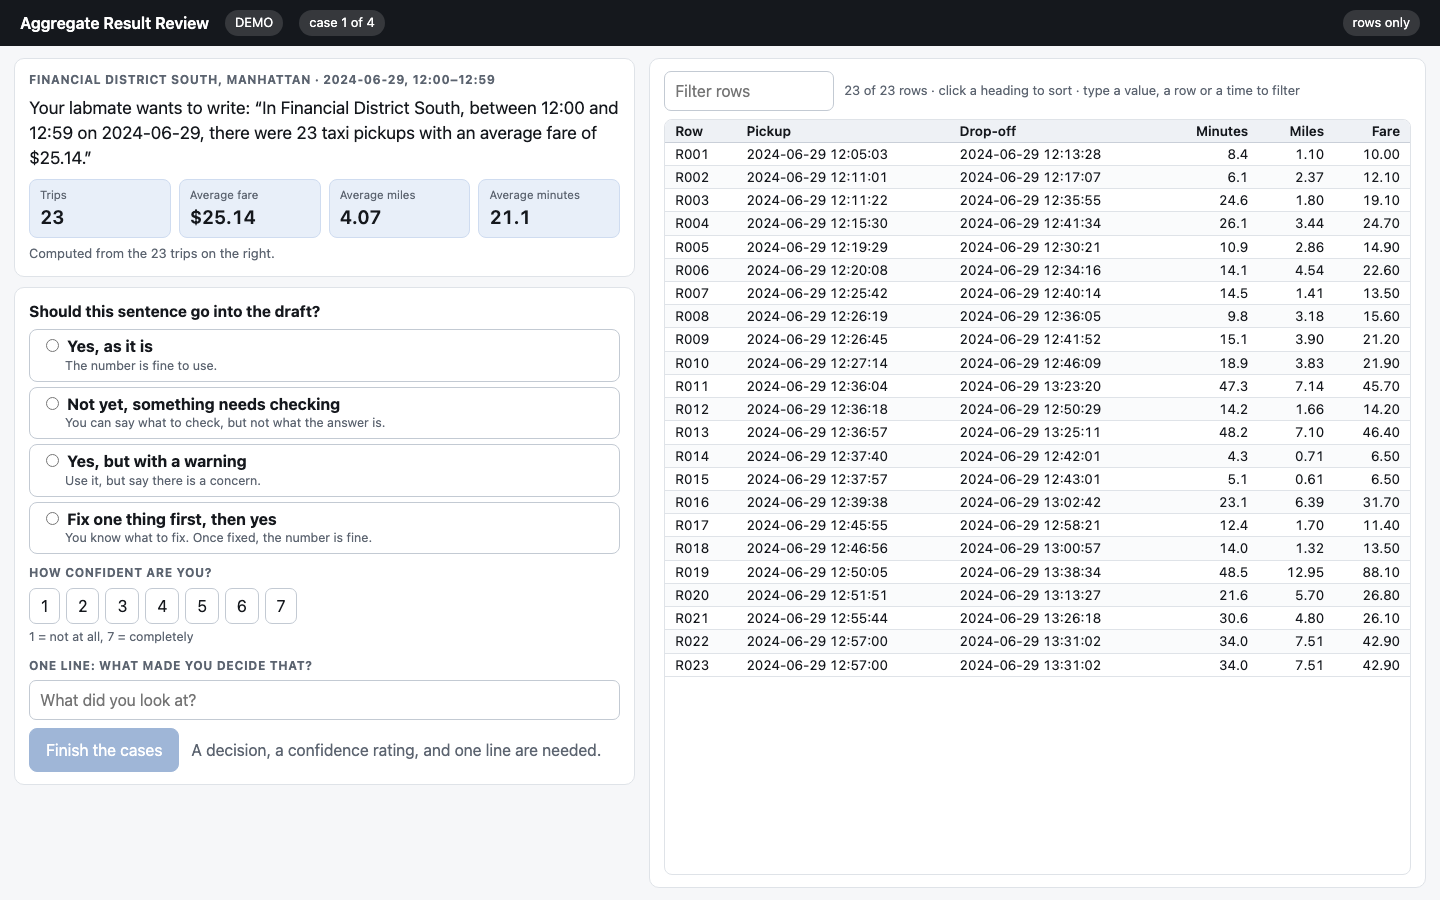 Aggregate Result Review DEMO case 1 of 4 rows only
FINANCIAL DISTRICT SOUTH, MANHATTAN · 2024-06-29, 12:00–12:59
Your labmate wants to write: “In Financial District South, between 12:00 and
12:59 on 2024-06-29, there were 23 taxi pickups with an average fare of
$25.14.”
Trips
23
Average fare
$25.14
Average miles
4.07
Average minutes
21.1
Computed from the 23 trips on the right.
Should this sentence go into the draft?
Yes, as it is
The number is fine to use.
Not yet, something needs checking
You can say what to check, but not what the answer is.
Yes, but with a warning
Use it, but say there is a concern.
Fix one thing first, then yes
You know what to fix. Once fixed, the number is fine.
HOW CONFIDENT ARE YOU?
1 2 3 4 5 6 7
1 = not at all, 7 = completely
ONE LINE: WHAT MADE YOU DECIDE THAT?
What did you look at?
Finish the cases A decision, a confidence rating, and one line are needed.
Filter rows 23 of 23 rows · click a heading to sort · type a value, a row or a time to filter
Row Pickup Drop-off Minutes Miles Fare
R001 2024-06-29 12:05:03 2024-06-29 12:13:28 8.4 1.10 10.00
R002 2024-06-29 12:11:01 2024-06-29 12:17:07 6.1 2.37 12.10
R003 2024-06-29 12:11:22 2024-06-29 12:35:55 24.6 1.80 19.10
R004 2024-06-29 12:15:30 2024-06-29 12:41:34 26.1 3.44 24.70
R005 2024-06-29 12:19:29 2024-06-29 12:30:21 10.9 2.86 14.90
R006 2024-06-29 12:20:08 2024-06-29 12:34:16 14.1 4.54 22.60
R007 2024-06-29 12:25:42 2024-06-29 12:40:14 14.5 1.41 13.50
R008 2024-06-29 12:26:19 2024-06-29 12:36:05 9.8 3.18 15.60
R009 2024-06-29 12:26:45 2024-06-29 12:41:52 15.1 3.90 21.20
R010 2024-06-29 12:27:14 2024-06-29 12:46:09 18.9 3.83 21.90
R011 2024-06-29 12:36:04 2024-06-29 13:23:20 47.3 7.14 45.70
R012 2024-06-29 12:36:18 2024-06-29 12:50:29 14.2 1.66 14.20
R013 2024-06-29 12:36:57 2024-06-29 13:25:11 48.2 7.10 46.40
R014 2024-06-29 12:37:40 2024-06-29 12:42:01 4.3 0.71 6.50
R015 2024-06-29 12:37:57 2024-06-29 12:43:01 5.1 0.61 6.50
R016 2024-06-29 12:39:38 2024-06-29 13:02:42 23.1 6.39 31.70
R017 2024-06-29 12:45:55 2024-06-29 12:58:21 12.4 1.70 11.40
R018 2024-06-29 12:46:56 2024-06-29 13:00:57 14.0 1.32 13.50
R019 2024-06-29 12:50:05 2024-06-29 13:38:34 48.5 12.95 88.10
R020 2024-06-29 12:51:51 2024-06-29 13:13:27 21.6 5.70 26.80
R021 2024-06-29 12:55:44 2024-06-29 13:26:18 30.6 4.80 26.10
R022 2024-06-29 12:57:00 2024-06-29 13:31:02 34.0 7.51 42.90
R023 2024-06-29 12:57:00 2024-06-29 13:31:02 34.0 7.51 42.90